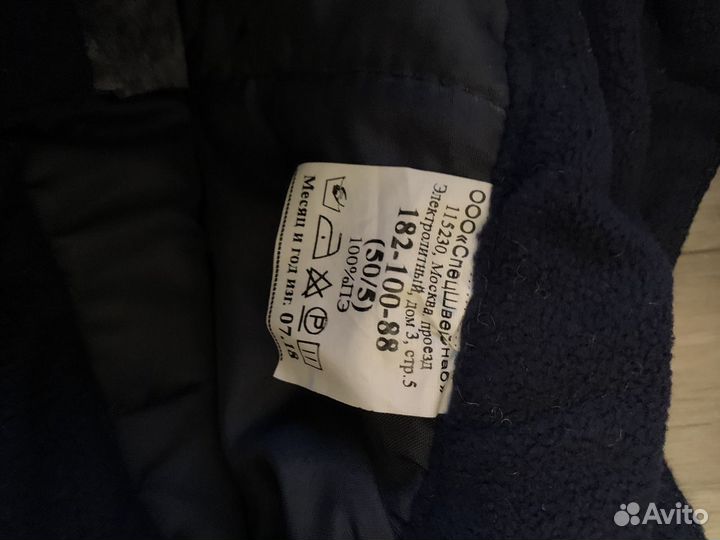 ООО «СпецШвейСнаб»
115230, Москва, проезд
Электролитный, дом 3, стр.5
182-100-88
(50/5)
100%ПЭ
Месяц и год изг. 07.18
Avito